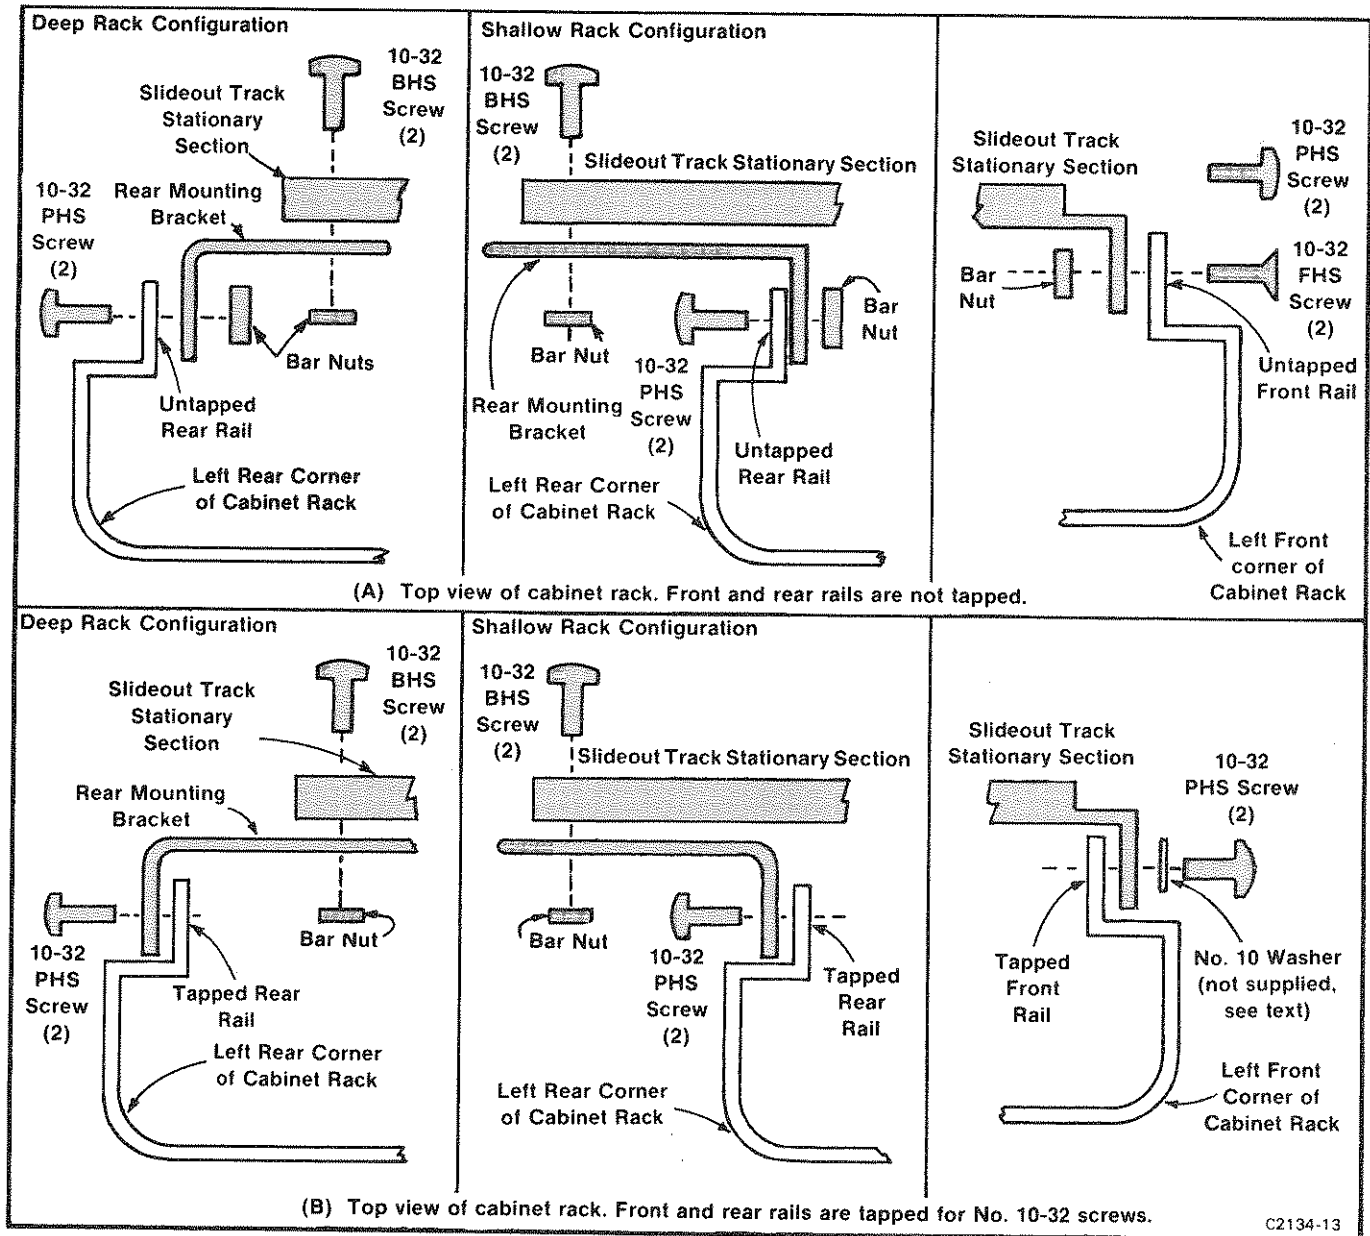 Deep Rack Configuration
10-32
BHS
Screw
(2)
Slideout Track
Stationary
Section
10-32
PHS
Screw
(2)
Rear Mounting
Bracket
Bar Nuts
Untapped
Rear Rail
Left Rear Corner
of Cabinet Rack
Shallow Rack Configuration
10-32
BHS
Screw
(2)
Slideout Track Stationary Section
Bar
Nut
Bar Nut
10-32
PHS
Screw
(2)
Rear Mounting
Bracket
Untapped
Rear Rail
Left Rear Corner
of Cabinet Rack
Slideout Track
Stationary Section
10-32
PHS
Screw
(2)
Bar
Nut
10-32
FHS
Screw
(2)
Untapped
Front Rail
Left Front
corner of
Cabinet Rack
(A) Top view of cabinet rack. Front and rear rails are not tapped.
Deep Rack Configuration
10-32
BHS
Screw
(2)
Slideout Track
Stationary
Section
Rear Mounting
Bracket
Bar Nut
10-32
PHS
Screw
(2)
Tapped Rear
Rail
Left Rear Corner
of Cabinet Rack
Shallow Rack Configuration
10-32
BHS
Screw
(2)
Slideout Track Stationary Section
Bar Nut
10-32
PHS
Screw
(2)
Tapped
Rear
Rail
Left Rear Corner
of Cabinet Rack
Slideout Track
Stationary Section
10-32
PHS Screw
(2)
Tapped
Front
Rail
No. 10 Washer
(not supplied,
see text)
Left Front
Corner of
Cabinet Rack
(B) Top view of cabinet rack. Front and rear rails are tapped for No. 10-32 screws.
C2134-13